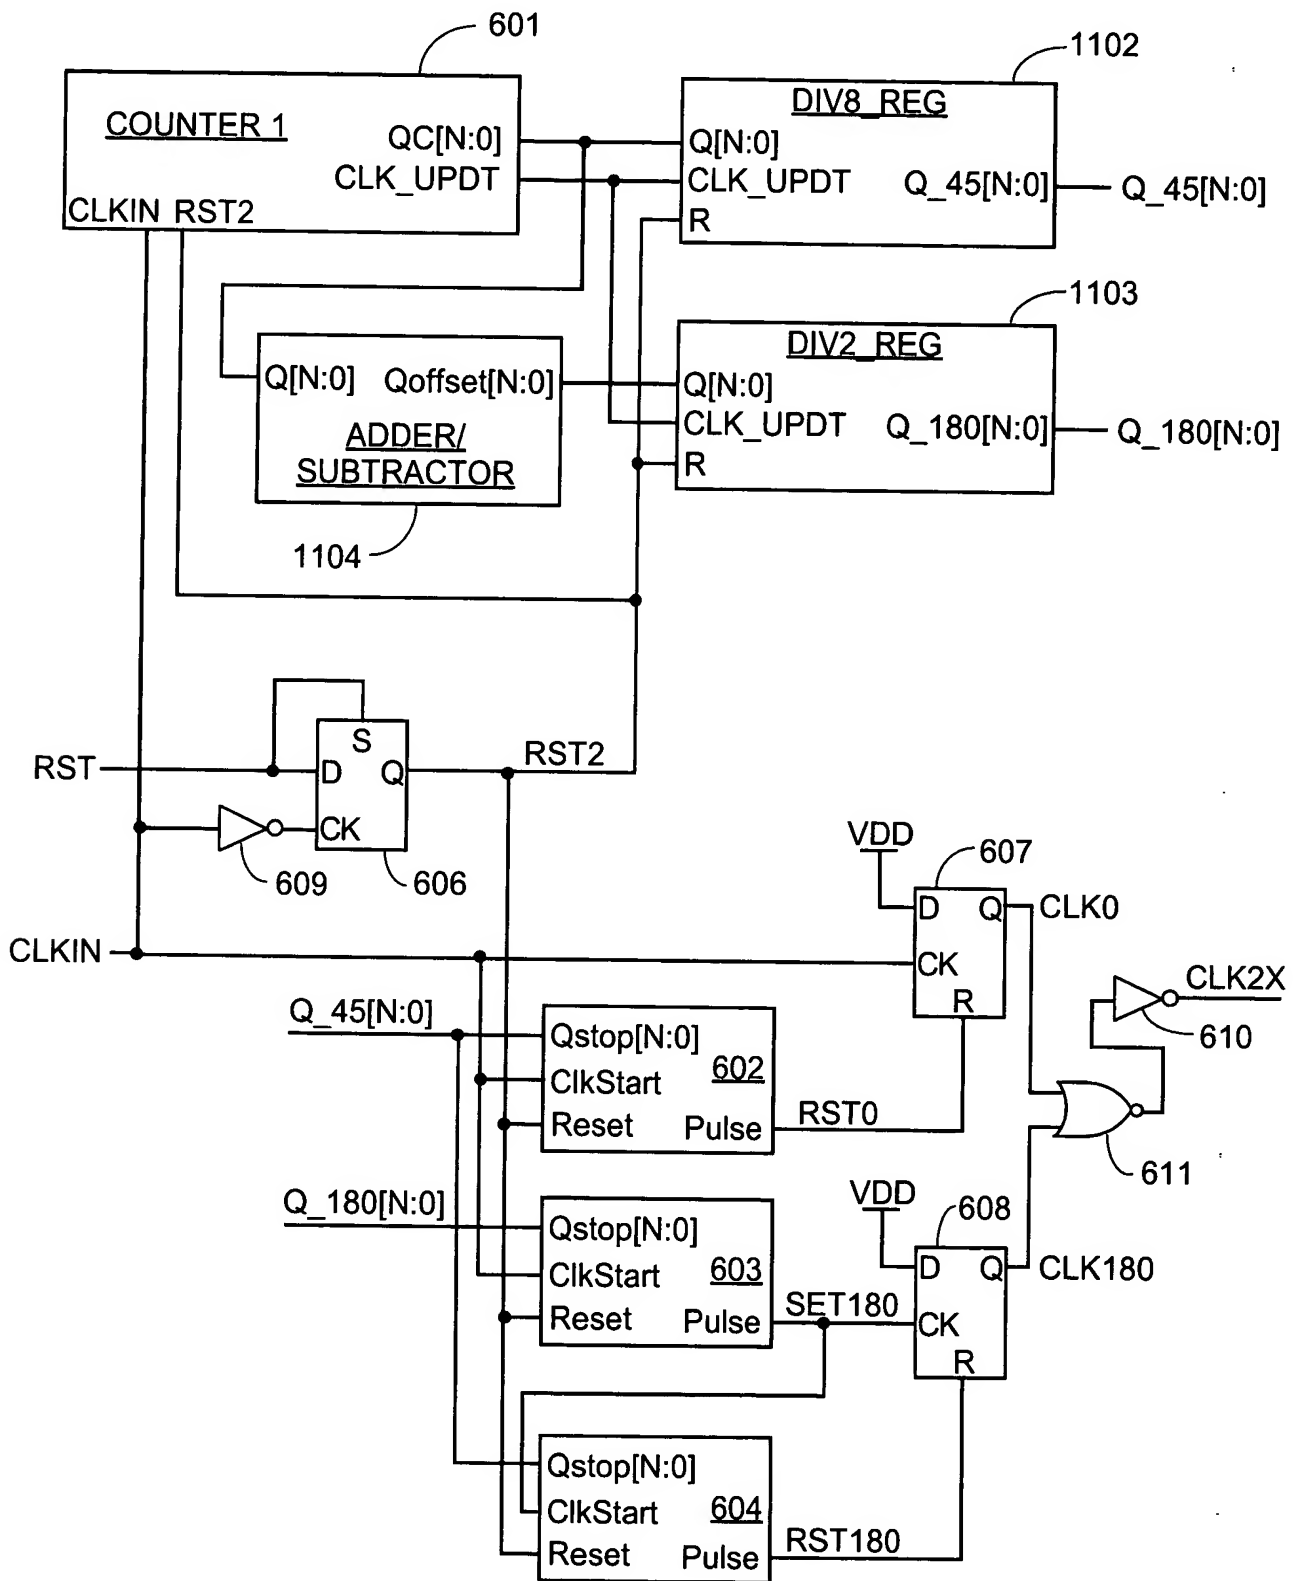 601
1102
COUNTER 1
QC[N:0]
CLK_UPDT
CLKIN RST2
DIV8_REG
Q[N:0]
CLK_UPDT
R
Q_45[N:0]
Q_45[N:0]
1103
DIV2_REG
Q[N:0]
CLK_UPDT
R
Q_180[N:0]
Q_180[N:0]
Q[N:0] Qoffset[N:0]
ADDER/
SUBTRACTOR
1104
RST
S
D Q
CK
RST2
609
606
VDD
607
D Q
CK
R
CLK0
CLKIN
CLK2X
610
Q_45[N:0]
Qstop[N:0]
602
ClkStart
Reset Pulse
RST0
611
Q_180[N:0]
Qstop[N:0]
603
ClkStart
Reset Pulse
SET180
VDD
608
D Q
CK
R
CLK180
Qstop[N:0]
ClkStart
604
Reset Pulse
RST180